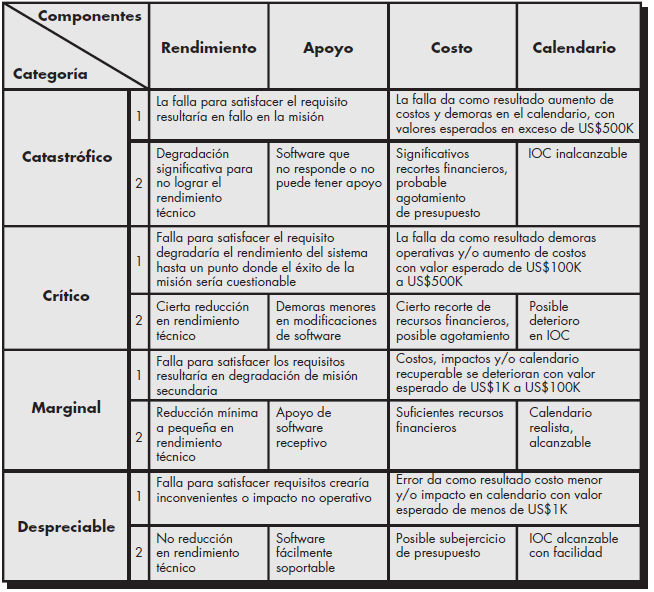 Componentes
Categoría
Rendimiento
Apoyo
Costo
Calendario
Catastrófico
1
La falla para satisfacer el requisito
resultaría en fallo en la misión
La falla da como resultado aumento de
costos y demoras en el calendario, con
valores esperados en exceso de US$500K
2
Degradación
significativa para
no lograr el
rendimiento
técnico
Software que
no responde o no
puede tener apoyo
Significativos
recortes financieros,
probable
agotamiento
de presupuesto
IOC inalcanzable
Crítico
1
Falla para satisfacer el requisito
degradaría el rendimiento del sistema
hasta un punto donde el éxito de la
misión sería cuestionable
La falla da como resultado demoras
operativas y/o aumento de costos
con valor esperado de US$100K
a US$500K
2
Cierta reducción
en rendimiento
técnico
Demoras menores
en modificaciones
de software
Cierto recorte de
recursos financieros,
posible agotamiento
Posible
deterioro
en IOC
Marginal
1
Falla para satisfacer los requisitos
resultaría en degradación de misión
secundaria
Costos, impactos y/o calendario
recuperable se deterioran con valor
esperado de US$1K a US$100K
2
Reducción mínima
a pequeña en
rendimiento
técnico
Apoyo de
software
receptivo
Suficientes recursos
financieros
Calendario
realista,
alcanzable
Despreciable
1
Falla para satisfacer requisitos crearía
inconvenientes o impacto no operativo
Error da como resultado costo menor
y/o impacto en calendario con valor
esperado de menos de US$1K
2
No reducción
en rendimiento
técnico
Software
fácilmente
soportable
Posible subejercicio
de presupuesto
IOC alcanzable
con facilidad